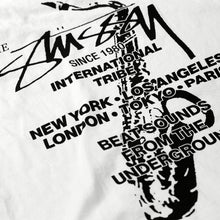 Stüssy
SINCE 1980
INTERNATIONAL
TRIBE
NEW YORK • LOS ANGELES
LONDON • TOKYO • PARIS
BEAT SOUNDS
FROM THE
UNDERGROUND